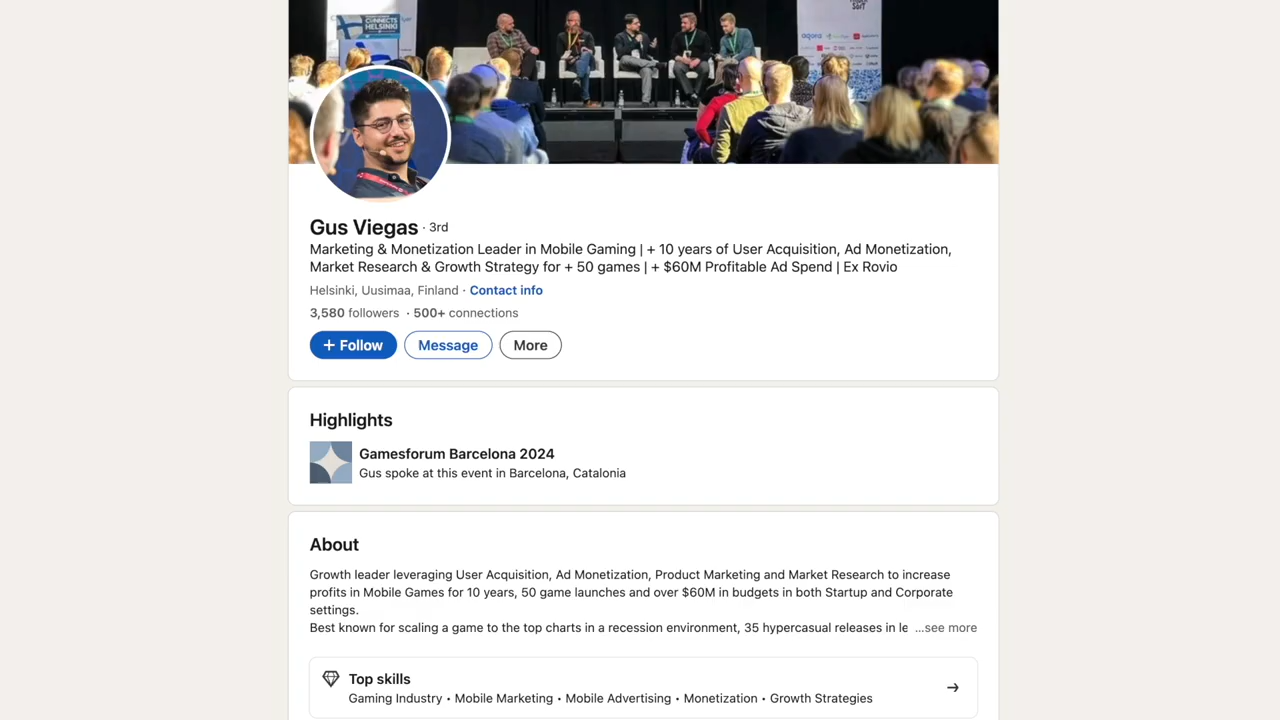 CONNECTS
HELSINKI
agora
Gus Viegas · 3rd
Marketing & Monetization Leader in Mobile Gaming | + 10 years of User Acquisition, Ad Monetization,
Market Research & Growth Strategy for + 50 games | + $60M Profitable Ad Spend | Ex Rovio
Helsinki, Uusimaa, Finland · Contact info
3,580 followers · 500+ connections
+ Follow Message More
Highlights
Gamesforum Barcelona 2024
Gus spoke at this event in Barcelona, Catalonia
About
Growth leader leveraging User Acquisition, Ad Monetization, Product Marketing and Market Research to increase
profits in Mobile Games for 10 years, 50 game launches and over $60M in budgets in both Startup and Corporate
settings.
Best known for scaling a game to the top charts in a recession environment, 35 hypercasual releases in le ...see more
Top skills
Gaming Industry • Mobile Marketing • Mobile Advertising • Monetization • Growth Strategies